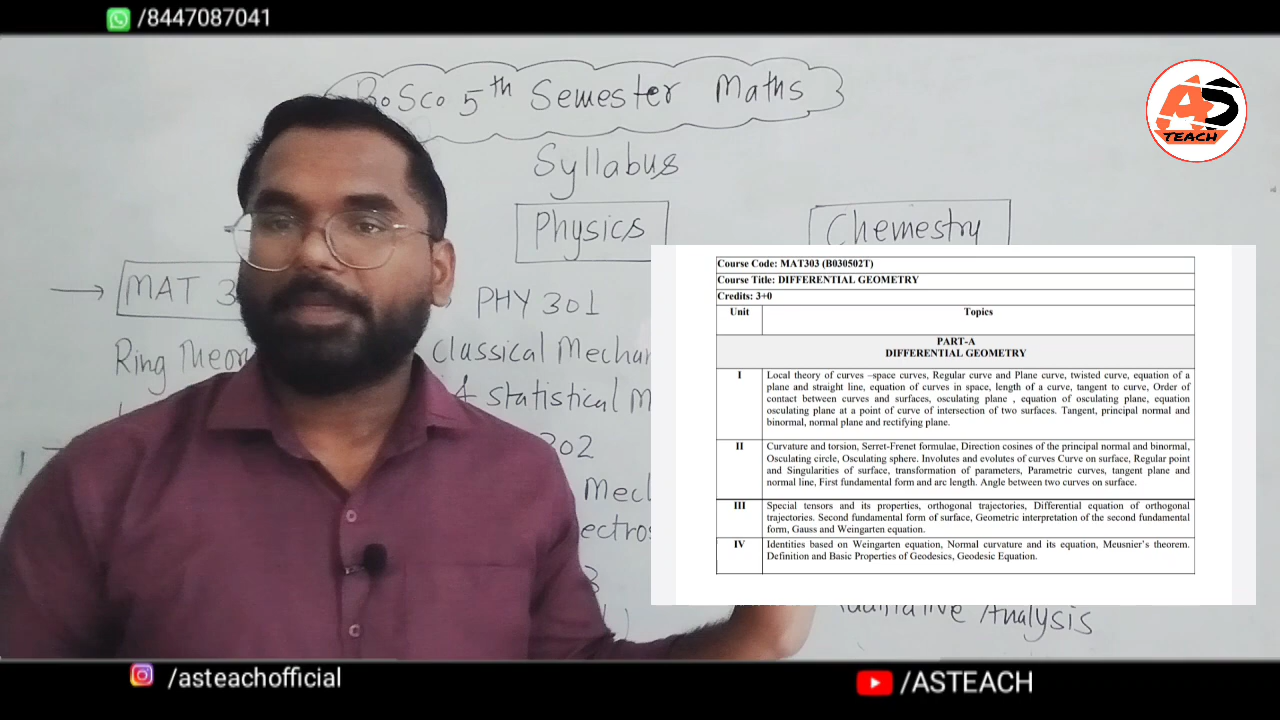 /8447087041
BoSco 5th Semester Maths
AS
TEACH
Syllabus
Physics
Chemestry
MAT
PHY 301
Ring
Classical
& statistical
302
Analysis
Course Code: MAT303 (B030502T)
Course Title: DIFFERENTIAL GEOMETRY
Credits: 3+0
Unit Topics
PART-A
DIFFERENTIAL GEOMETRY
I Local theory of curves –space curves, Regular curve and Plane curve, twisted curve, equation of a
plane and straight line, equation of curves in space, length of a curve, tangent to curve, Order of
contact between curves and surfaces, osculating plane , equation of osculating plane, equation
osculating plane at a point of curve of intersection of two surfaces. Tangent, principal normal and
binormal, normal plane and rectifying plane.
II Curvature and torsion, Serret-Frenet formulae, Direction cosines of the principal normal and binormal,
Osculating circle, Osculating sphere. Involutes and evolutes of curves Curve on surface, Regular point
and Singularities of surface, transformation of parameters, Parametric curves, tangent plane and
normal line, First fundamental form and arc length. Angle between two curves on surface.
III Special tensors and its properties, orthogonal trajectories, Differential equation of orthogonal
trajectories. Second fundamental form of surface, Geometric interpretation of the second fundamental
form, Gauss and Weingarten equation.
IV Identities based on Weingarten equation, Normal curvature and its equation, Meusnier's theorem.
Definition and Basic Properties of Geodesics, Geodesic Equation.
/asteachofficial
/ASTEACH